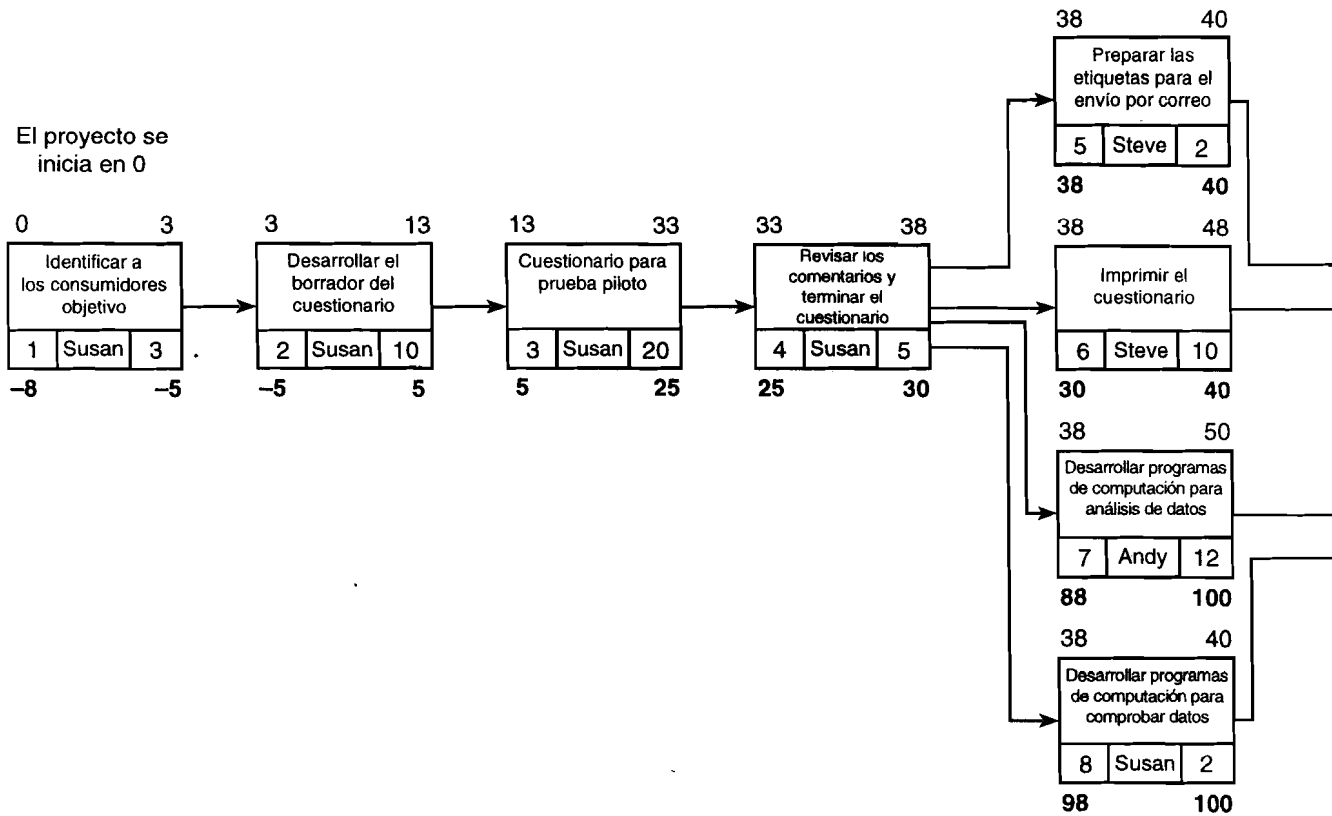 El proyecto se
inicia en 0
0 3
Identificar a
los consumidores
objetivo
1 Susan 3
–8 –5
3 13
Desarrollar el
borrador del
cuestionario
2 Susan 10
–5 5
13 33
Cuestionario para
prueba piloto
3 Susan 20
5 25
33 38
Revisar los
comentarios y
terminar el
cuestionario
4 Susan 5
25 30
38 40
Preparar las
etiquetas para el
envío por correo
5 Steve 2
38 40
38 48
Imprimir el
cuestionario
6 Steve 10
30 40
38 50
Desarrollar programas
de computación para
análisis de datos
7 Andy 12
88 100
38 40
Desarrollar programas
de computación para
comprobar datos
8 Susan 2
98 100